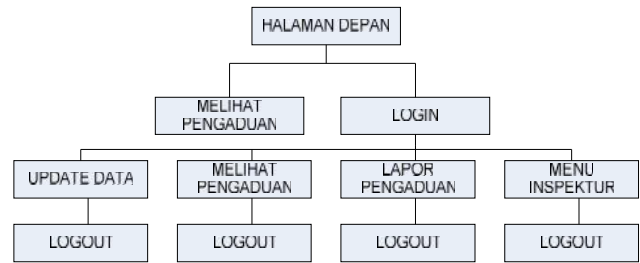 HALAMAN DEPAN
MELIHAT
PENGADUAN
LOGIN
UPDATE DATA
MELIHAT
PENGADUAN
LAPOR
PENGADUAN
MENU
INSPEKTUR
LOGOUT
LOGOUT
LOGOUT
LOGOUT